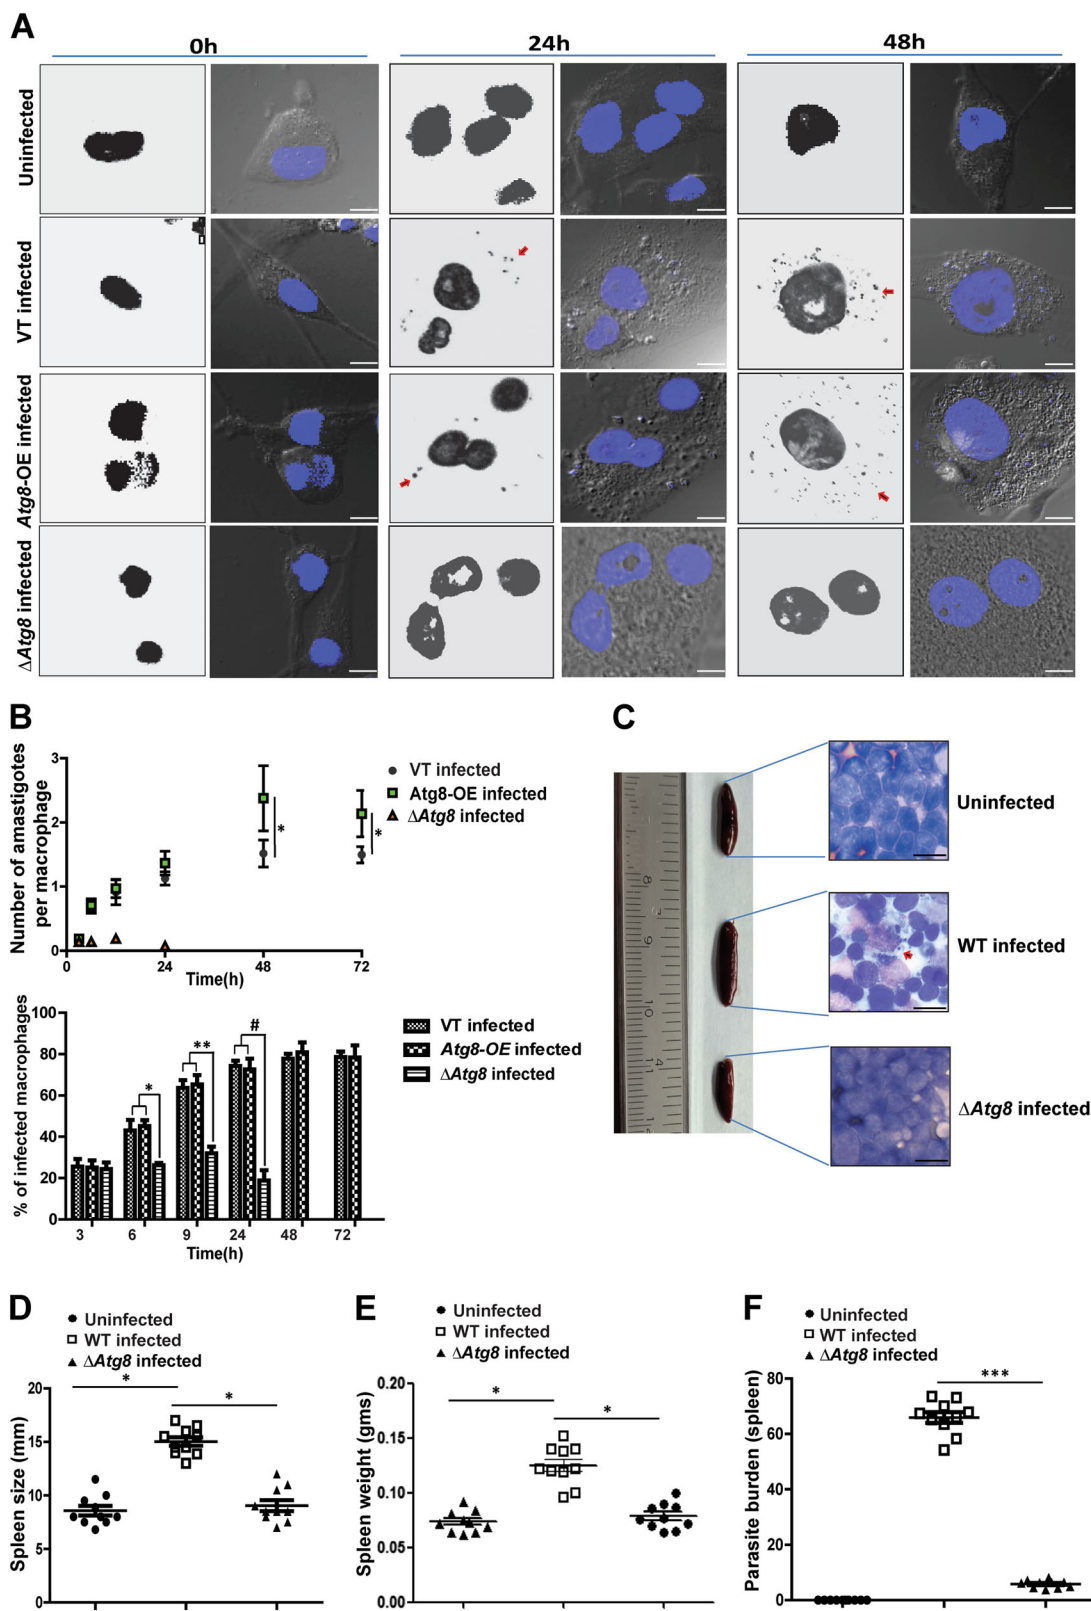 A
0h
24h
48h
Uninfected
VT infected
Atg8-OE infected
ΔAtg8 infected
B
Number of amastigotes
per macrophage
3
2
1
0
0
24
48
72
Time(h)
*
*
VT infected
Atg8-OE infected
ΔAtg8 infected
% of infected macrophages
100
80
60
40
20
0
3
6
9
24
48
72
Time(h)
*
**
#
VT infected
Atg8-OE infected
ΔAtg8 infected
C
8
9
10
11
4
Uninfected
WT infected
ΔAtg8 infected
D
Uninfected
WT infected
ΔAtg8 infected
Spleen size (mm)
20
15
10
5
0
*
*
E
Uninfected
WT infected
ΔAtg8 infected
Spleen weight (gms)
0.20
0.15
0.10
0.05
0.00
*
*
F
Uninfected
WT infected
ΔAtg8 infected
Parasite burden (spleen)
80
60
40
20
0
***